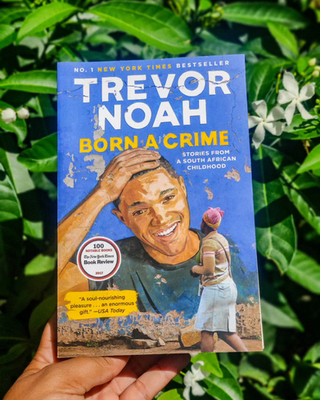 NO. 1 NEW YORK TIMES BESTSELLER
TREVOR
NOAH
BORN A CRIME
STORIES FROM
A SOUTH AFRICAN
CHILDHOOD
100
NOTABLE BOOKS
The New York Times
Book Review
"A soul-nourishing
pleasure . . . an enormous
gift." —USA Today